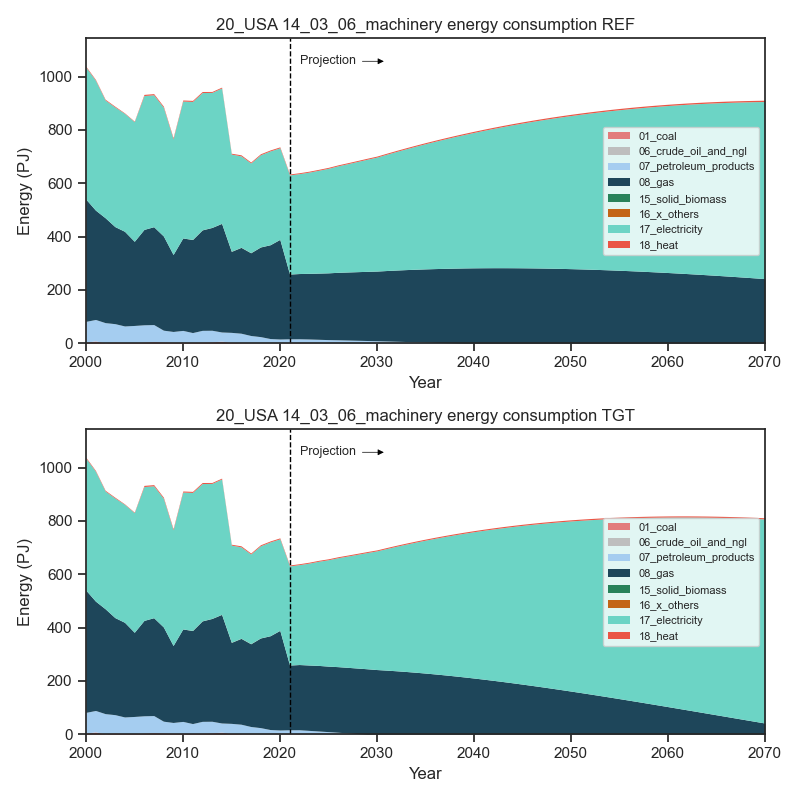 20_USA 14_03_06_machinery energy consumption REF
Projection
1000
800
600
400
200
0
Energy (PJ)
01_coal
06_crude_oil_and_ngl
07_petroleum_products
08_gas
15_solid_biomass
16_x_others
17_electricity
18_heat
2000 2010 2020 2030 2040 2050 2060 2070
Year
20_USA 14_03_06_machinery energy consumption TGT
Projection
1000
800
600
400
200
0
Energy (PJ)
01_coal
06_crude_oil_and_ngl
07_petroleum_products
08_gas
15_solid_biomass
16_x_others
17_electricity
18_heat
2000 2010 2020 2030 2040 2050 2060 2070
Year